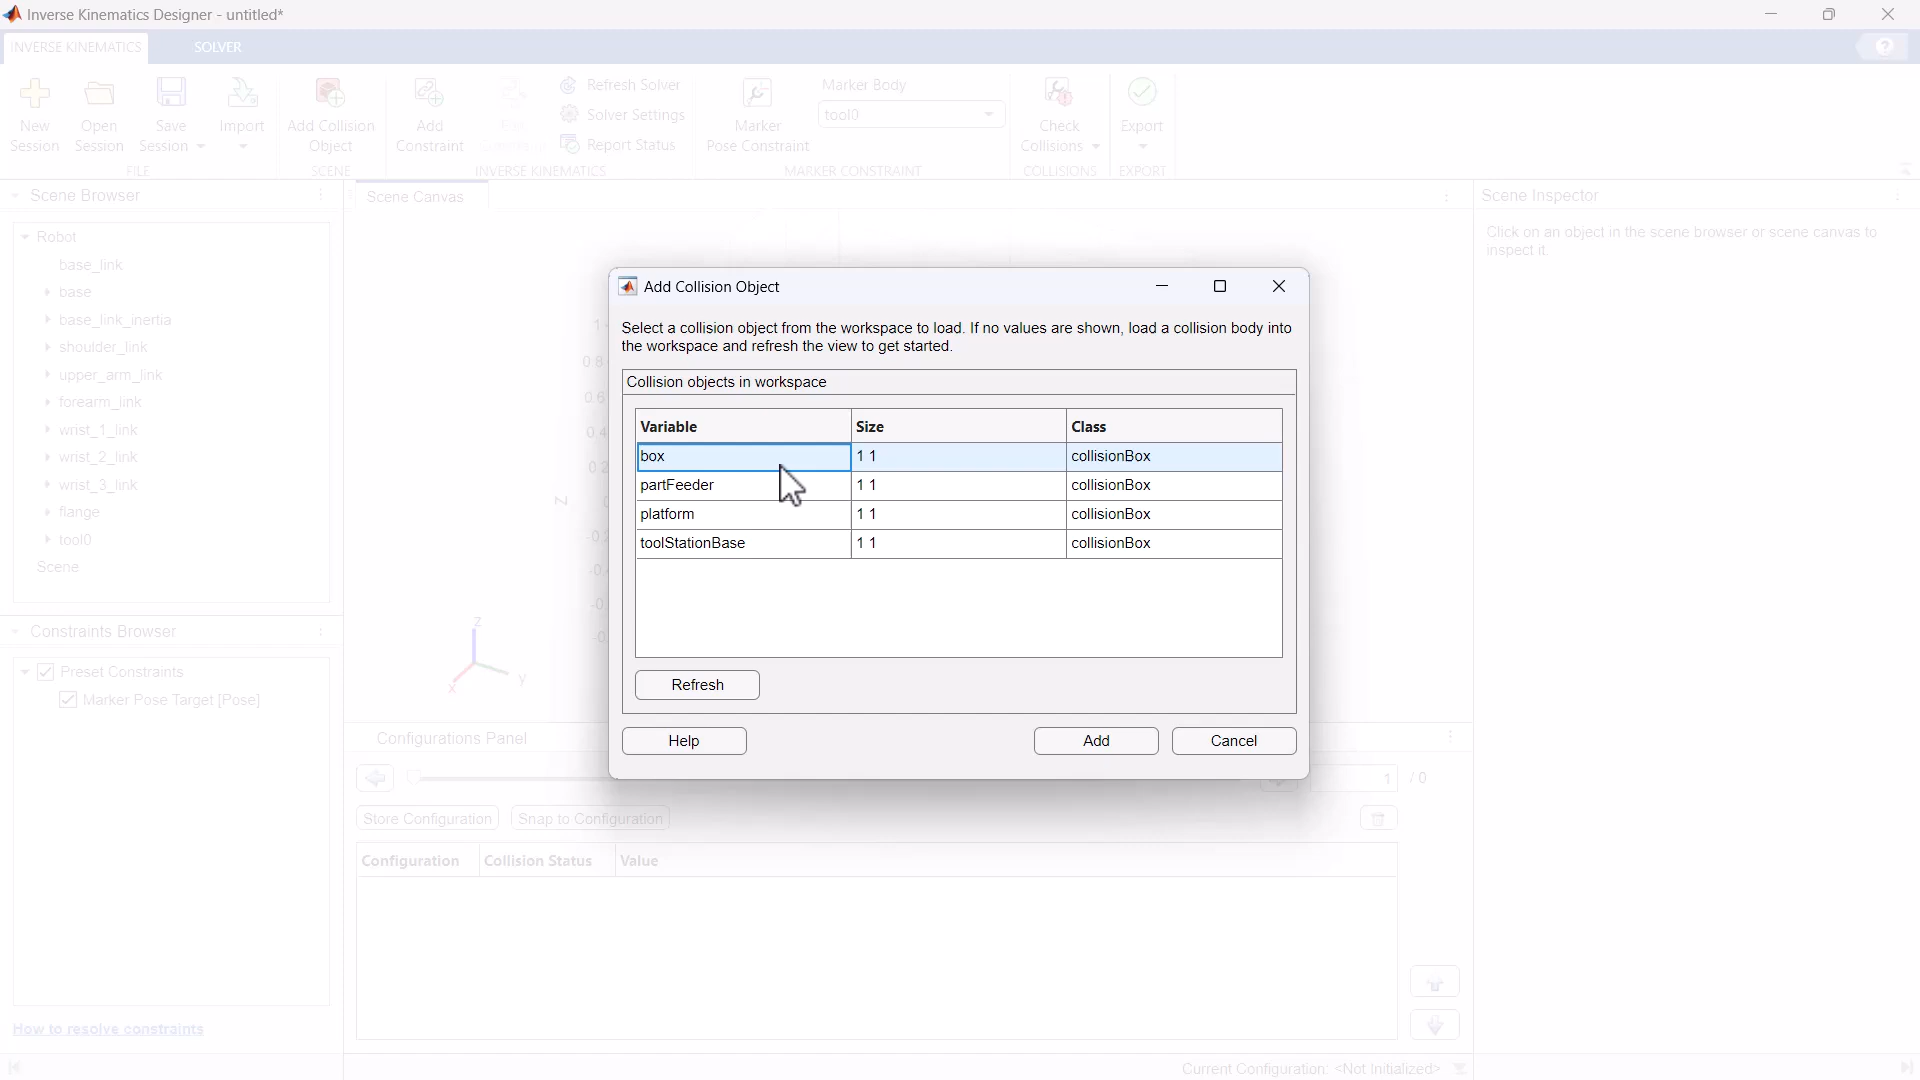 Inverse Kinematics Designer - untitled*
INVERSE KINEMATICS
SOLVER
New Session
Open Session
Save Session
Import
Add Collision Object
Add Constraint
Refresh Solver
Solver Settings
Report Status
Marker Pose Constraint
Marker Body
tool0
Check Collisions
Export
FILE
SCENE
INVERSE KINEMATICS
MARKER CONSTRAINT
COLLISIONS
EXPORT
Scene Browser
Robot
base_link
base
base_link_inertia
shoulder_link
upper_arm_link
forearm_link
wrist_1_link
wrist_2_link
wrist_3_link
flange
tool0
Scene
Constraints Browser
Preset Constraints
Marker Pose Target [Pose]
How to resolve constraints
Scene Canvas
Z
z
y
x
Add Collision Object
Select a collision object from the workspace to load. If no values are shown, load a collision body into
the workspace and refresh the view to get started.
Collision objects in workspace
Variable Size Class
box 1 1 collisionBox
partFeeder 1 1 collisionBox
platform 1 1 collisionBox
toolStationBase 1 1 collisionBox
Refresh
Help Add Cancel
Configurations Panel
1 / 0
Store Configuration Snap to Configuration
Configuration Collision Status Value
Current Configuration: <Not Initialized>
Scene Inspector
Click on an object in the scene browser or scene canvas to
inspect it.